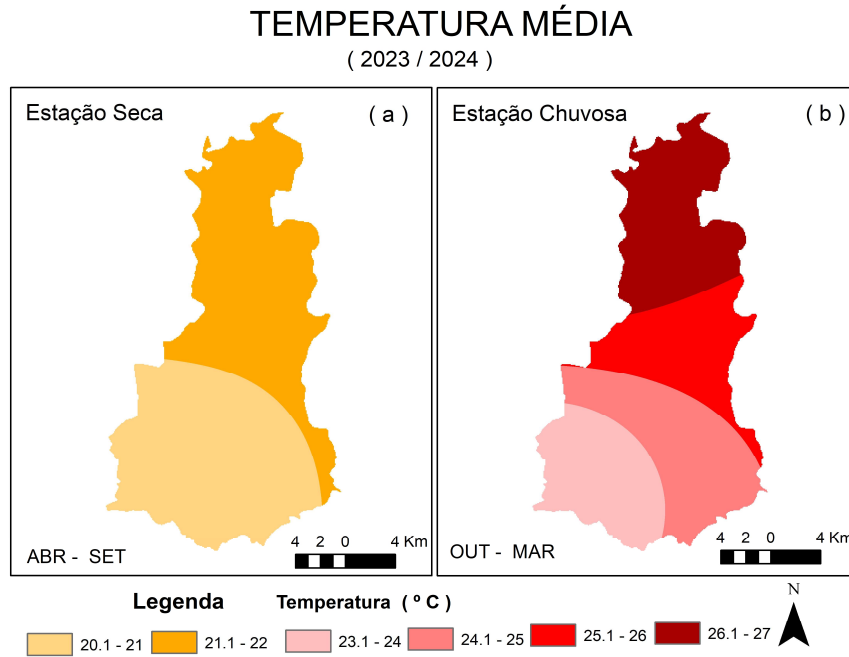 TEMPERATURA MÉDIA
( 2023 / 2024 )
Estação Seca
( a )
ABR - SET
4 2 0 4 Km
Estação Chuvosa
( b )
OUT - MAR
4 2 0 4 Km
Legenda
Temperatura ( º C )
N
20.1 - 21
21.1 - 22
23.1 - 24
24.1 - 25
25.1 - 26
26.1 - 27